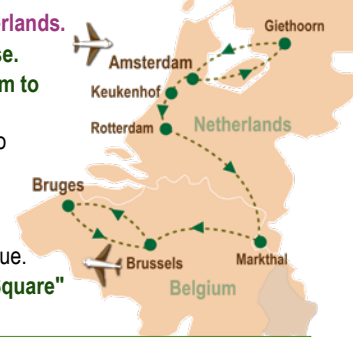 rlands.
se.
m to
o
ue.
quare"
Giethoorn
Amsterdam
Keukenhof
Rotterdam
Netherlands
Bruges
Brussels
Markthal
Belgium